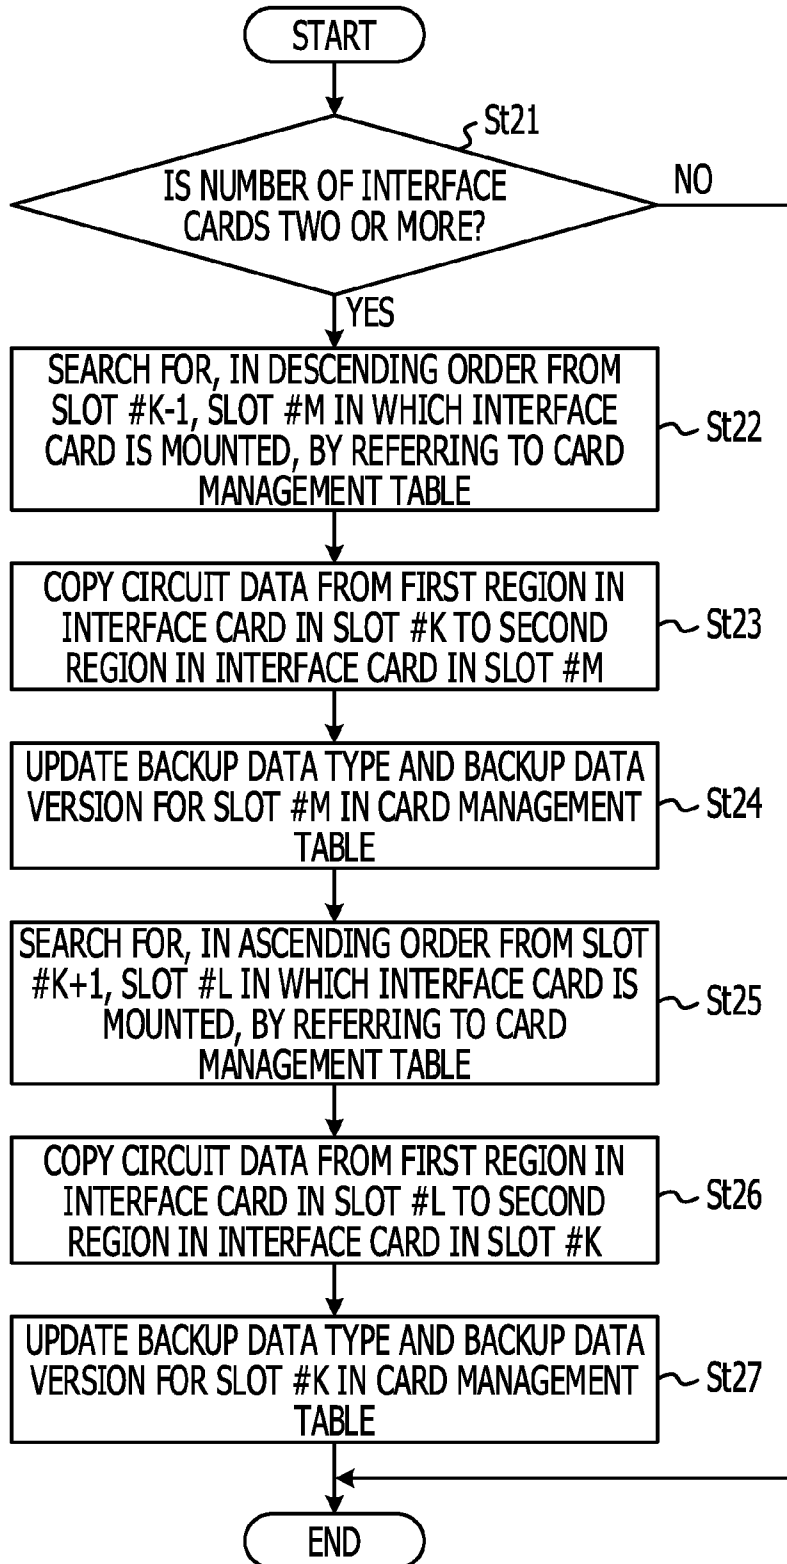 START
St21
IS NUMBER OF INTERFACE
CARDS TWO OR MORE?
NO
YES
SEARCH FOR, IN DESCENDING ORDER FROM
SLOT #K-1, SLOT #M IN WHICH INTERFACE
CARD IS MOUNTED, BY REFERRING TO CARD
MANAGEMENT TABLE
St22
COPY CIRCUIT DATA FROM FIRST REGION IN
INTERFACE CARD IN SLOT #K TO SECOND
REGION IN INTERFACE CARD IN SLOT #M
St23
UPDATE BACKUP DATA TYPE AND BACKUP DATA
VERSION FOR SLOT #M IN CARD MANAGEMENT
TABLE
St24
SEARCH FOR, IN ASCENDING ORDER FROM SLOT
#K+1, SLOT #L IN WHICH INTERFACE CARD IS
MOUNTED, BY REFERRING TO CARD
MANAGEMENT TABLE
St25
COPY CIRCUIT DATA FROM FIRST REGION IN
INTERFACE CARD IN SLOT #L TO SECOND
REGION IN INTERFACE CARD IN SLOT #K
St26
UPDATE BACKUP DATA TYPE AND BACKUP DATA
VERSION FOR SLOT #K IN CARD MANAGEMENT
TABLE
St27
END